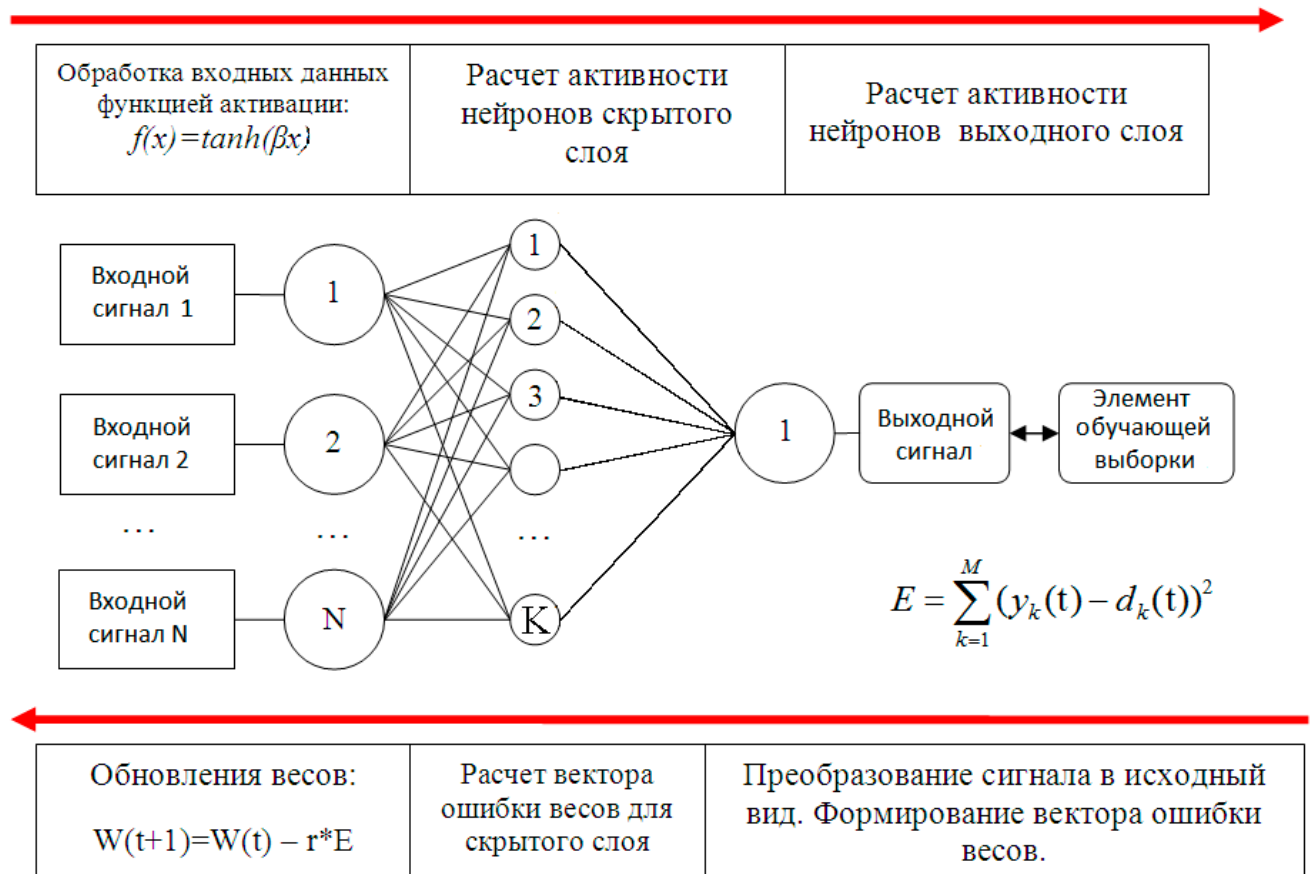 Обработка входных данных
функцией активации:
f(x)=tanh(βx)
Расчет активности
нейронов скрытого
слоя
Расчет активности
нейронов выходного слоя
Входной
сигнал 1
1
1
2
3
Входной
сигнал 2
2
1
Выходной
сигнал
Элемент
обучающей
выборки
...
...
...
Входной
сигнал N
N
K
E = \sum_{k=1}^{M} (y_k(t) − d_k(t))^2
Обновления весов:
W(t+1)=W(t) – r*E
Расчет вектора
ошибки весов для
скрытого слоя
Преобразование сигнала в исходный
вид. Формирование вектора ошибки
весов.